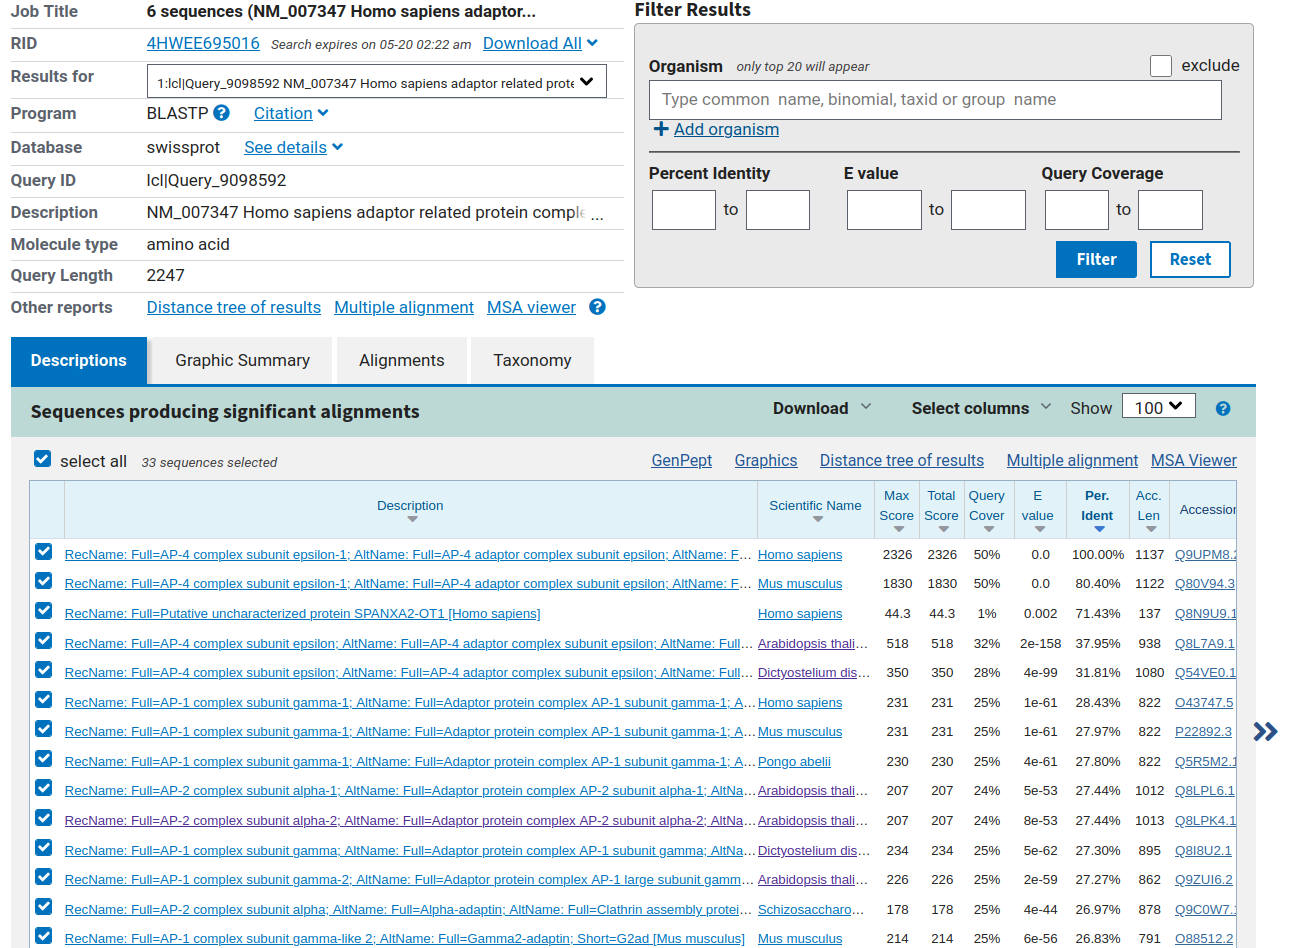 Job Title 6 sequences (NM_007347 Homo sapiens adaptor...
RID 4HWEE695016 Search expires on 05-20 02:22 am Download All
Results for 1:lcl|Query_9098592 NM_007347 Homo sapiens adaptor related prote
Program BLASTP ? Citation
Database swissprot See details
Query ID lcl|Query_9098592
Description NM_007347 Homo sapiens adaptor related protein comple ...
Molecule type amino acid
Query Length 2247
Other reports Distance tree of results Multiple alignment MSA viewer ?
Filter Results
Organism only top 20 will appear exclude
Type common name, binomial, taxid or group name
Add organism
Percent Identity E value Query Coverage
to to to
Filter Reset
Descriptions Graphic Summary Alignments Taxonomy
Sequences producing significant alignments Download Select columns Show 100 ?
select all 33 sequences selected GenPept Graphics Distance tree of results Multiple alignment MSA Viewer
Description Scientific Name Max Score Total Score Query Cover E value Per. Ident Acc. Len Accession
RecName: Full=AP-4 complex subunit epsilon-1; AltName: Full=AP-4 adaptor complex subunit epsilon; AltName: F... Homo sapiens 2326 2326 50% 0.0 100.00% 1137 Q9UPM8.2
RecName: Full=AP-4 complex subunit epsilon-1; AltName: Full=AP-4 adaptor complex subunit epsilon; AltName: F... Mus musculus 1830 1830 50% 0.0 80.40% 1122 Q80V94.3
RecName: Full=Putative uncharacterized protein SPANXA2-OT1 [Homo sapiens] Homo sapiens 44.3 44.3 1% 0.002 71.43% 137 Q8N9U9.1
RecName: Full=AP-4 complex subunit epsilon; AltName: Full=AP-4 adaptor complex subunit epsilon; AltName: Full... Arabidopsis thali... 518 518 32% 2e-158 37.95% 938 Q8L7A9.1
RecName: Full=AP-4 complex subunit epsilon; AltName: Full=AP-4 adaptor complex subunit epsilon; AltName: Full... Dictyostelium dis... 350 350 28% 4e-99 31.81% 1080 Q54VE0.1
RecName: Full=AP-1 complex subunit gamma-1; AltName: Full=Adaptor protein complex AP-1 subunit gamma-1; A... Homo sapiens 231 231 25% 1e-61 28.43% 822 O43747.5
RecName: Full=AP-1 complex subunit gamma-1; AltName: Full=Adaptor protein complex AP-1 subunit gamma-1; A... Mus musculus 231 231 25% 1e-61 27.97% 822 P22892.3
RecName: Full=AP-1 complex subunit gamma-1; AltName: Full=Adaptor protein complex AP-1 subunit gamma-1; A... Pongo abelii 230 230 25% 4e-61 27.80% 822 Q5R5M2.1
RecName: Full=AP-2 complex subunit alpha-1; AltName: Full=Adaptor protein complex AP-2 subunit alpha-1; AltNa... Arabidopsis thali... 207 207 24% 5e-53 27.44% 1012 Q8LPL6.1
RecName: Full=AP-2 complex subunit alpha-2; AltName: Full=Adaptor protein complex AP-2 subunit alpha-2; AltNa... Arabidopsis thali... 207 207 24% 8e-53 27.44% 1013 Q8LPK4.1
RecName: Full=AP-1 complex subunit gamma; AltName: Full=Adaptor protein complex AP-1 subunit gamma; AltNa... Dictyostelium dis... 234 234 25% 5e-62 27.30% 895 Q8I8U2.1
RecName: Full=AP-1 complex subunit gamma-2; AltName: Full=Adaptor protein complex AP-1 large subunit gamm... Arabidopsis thali... 226 226 25% 2e-59 27.27% 862 Q9ZUI6.2
RecName: Full=AP-2 complex subunit alpha; AltName: Full=Alpha-adaptin; AltName: Full=Clathrin assembly protei... Schizosaccharo... 178 178 25% 4e-44 26.97% 878 Q9C0W7.1
RecName: Full=AP-1 complex subunit gamma-like 2; AltName: Full=Gamma2-adaptin; Short=G2ad [Mus musculus] Mus musculus 214 214 25% 6e-56 26.83% 791 O88512.2